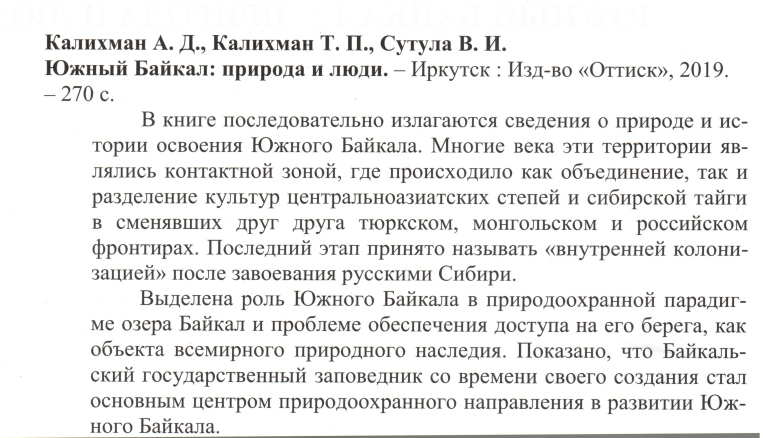 Калихман А. Д., Калихман Т. П., Сутула В. И.
Южный Байкал: природа и люди. – Иркутск : Изд-во «Оттиск», 2019.
– 270 с.
В книге последовательно излагаются сведения о природе и ис-
тории освоения Южного Байкала. Многие века эти территории яв-
лялись контактной зоной, где происходило как объединение, так и
разделение культур центральноазиатских степей и сибирской тайги
в сменявших друг друга тюркском, монгольском и российском
фронтирах. Последний этап принято называть «внутренней колони-
зацией» после завоевания русскими Сибири.
Выделена роль Южного Байкала в природоохранной парадиг-
ме озера Байкал и проблеме обеспечения доступа на его берега, как
объекта всемирного природного наследия. Показано, что Байкаль-
ский государственный заповедник со времени своего создания стал
основным центром природоохранного направления в развитии Юж-
ного Байкала.